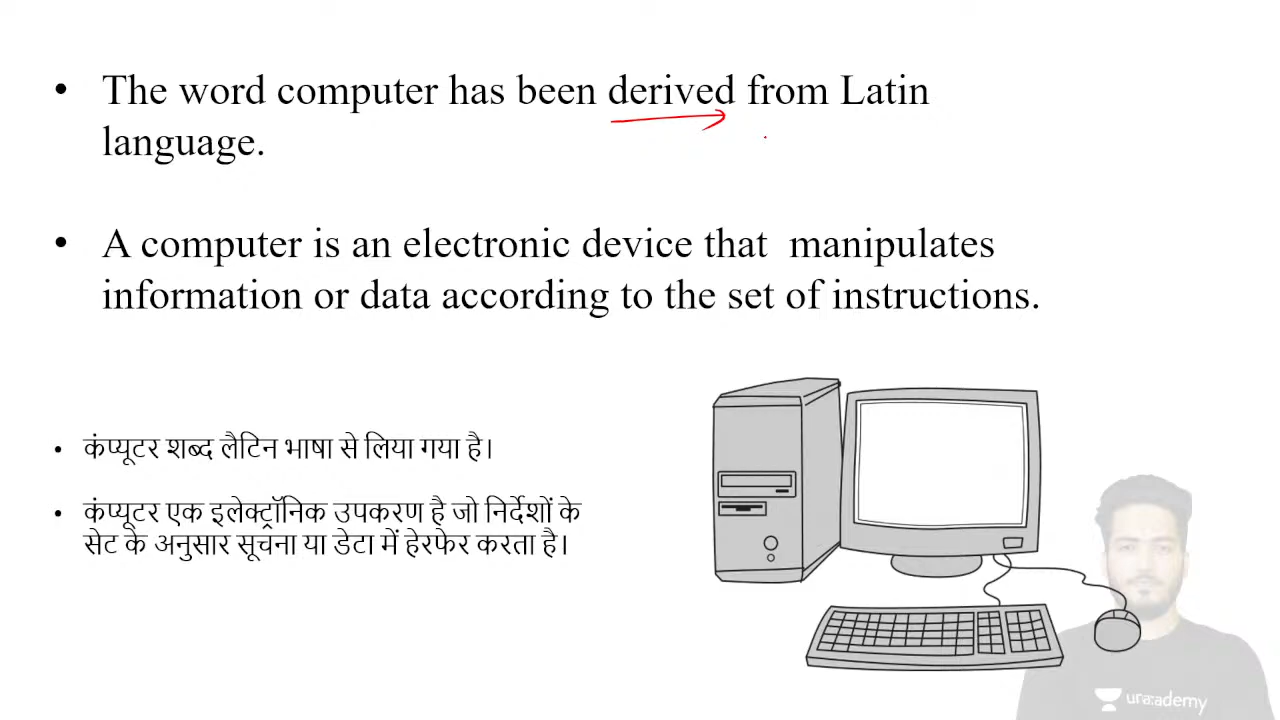 • The word computer has been derived from Latin
language.
• A computer is an electronic device that manipulates
information or data according to the set of instructions.
• कंप्यूटर शब्द लैटिन भाषा से लिया गया है।
• कंप्यूटर एक इलेक्ट्रॉनिक उपकरण है जो निर्देशों के
सेट के अनुसार सूचना या डेटा में हेरफेर करता है।